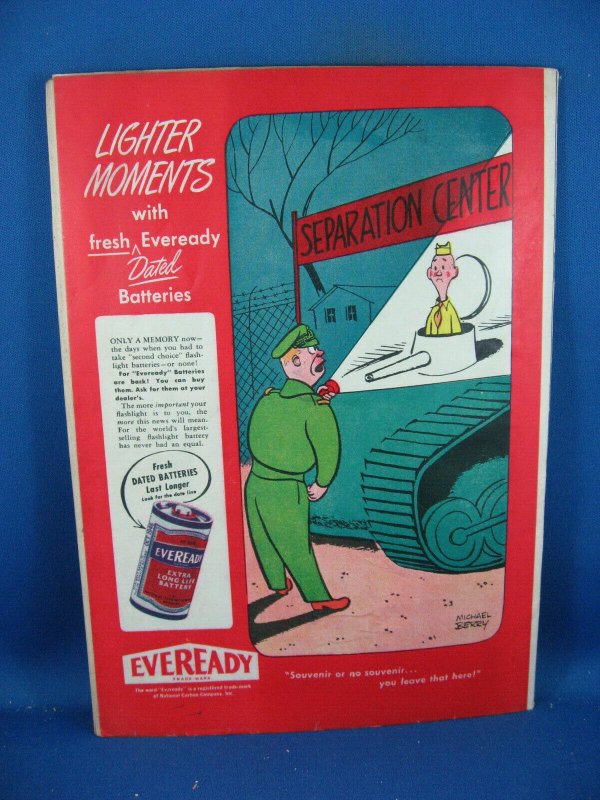 LIGHTER
MOMENTS
with
fresh Eveready
Dated
Batteries
ONLY A MEMORY now—
the days when you had to
take "second choice" flash-
light batteries—or none!
For "Eveready" Batteries
are back! You can buy
them. Ask for them at your
dealer's.
The more important your
flashlight is to you, the
more this news will mean.
For the world's largest-
selling flashlight battery
has never had an equal.
Fresh
DATED BATTERIES
Last Longer
Look for the date line
EVEREADY
EXTRA
LONG LIFE
BATTERY
EVEREADY
TRADE-MARK
The word "Eveready" is a registered trade-mark
of National Carbon Company, Inc.
SEPARATION CENTER
MICHAEL
BERRY
"Souvenir or no souvenir...
you leave that here!"